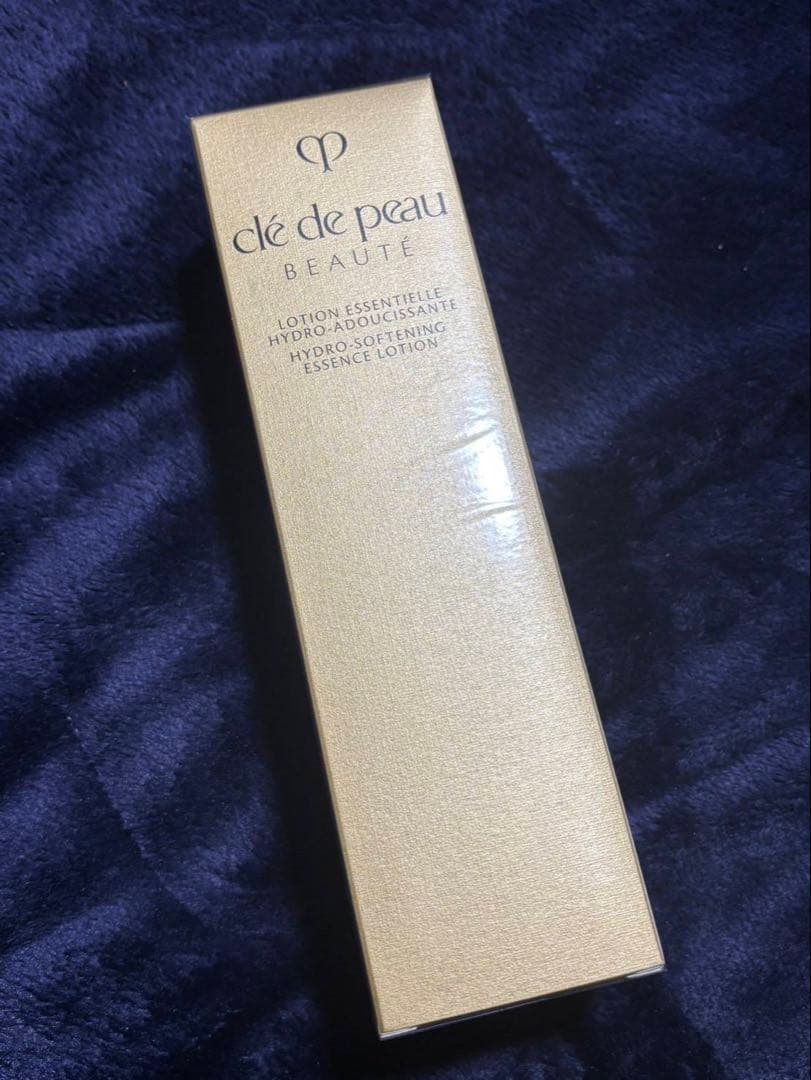 clé de peau
BEAUTÉ
LOTION ESSENTIELLE
HYDRO-ADOUCISSANTE
HYDRO-SOFTENING
ESSENCE LOTION